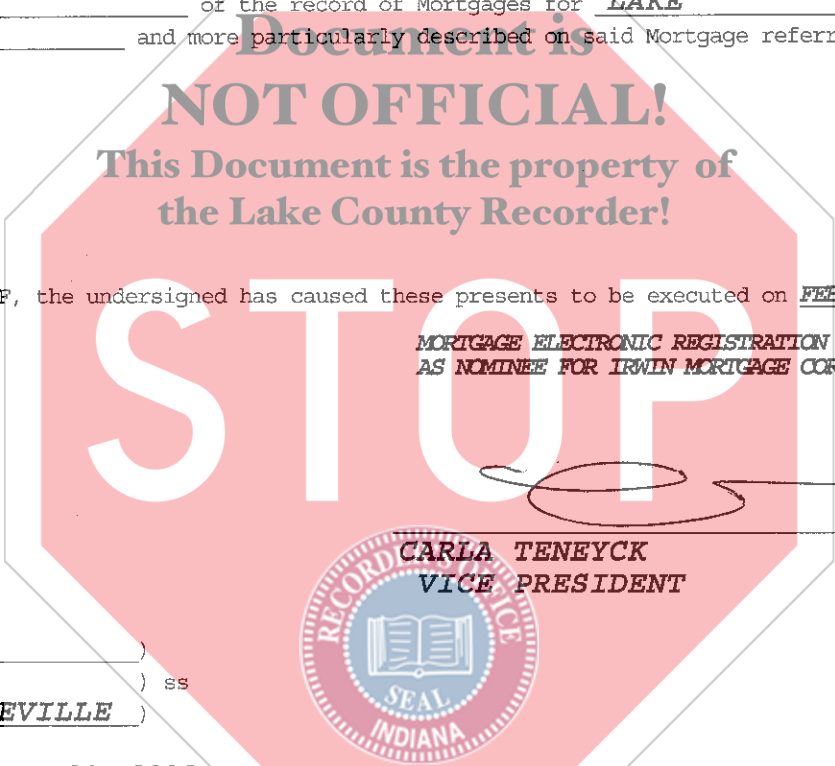 of the record of Mortgages for LAKE
and more particularly described on said Mortgage referr
Document is
NOT OFFICIAL!
This Document is the property of
the Lake County Recorder!
F, the undersigned has caused these presents to be executed on FEB
MORTGAGE ELECTRONIC REGISTRATION
AS NOMINEE FOR IRWIN MORTGAGE COR
STOP
CARLA TENEYCK
VICE PRESIDENT
RECORDER'S OFFICE
SEAL
INDIANA
)
) ss
EVILLE )